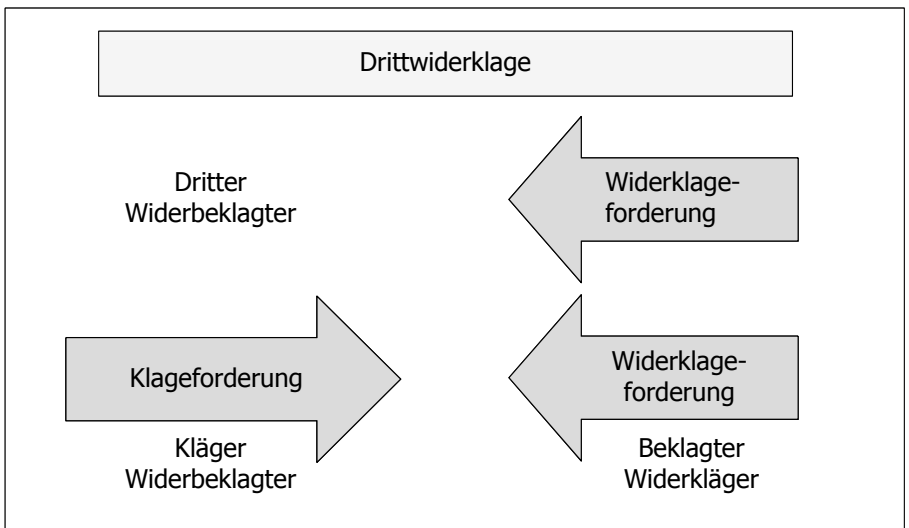 Drittwiderklage
Dritter
Widerbeklagter
Widerklage-
forderung
Klageforderung
Widerklage-
forderung
Kläger
Widerbeklagter
Beklagter
Widerkläger